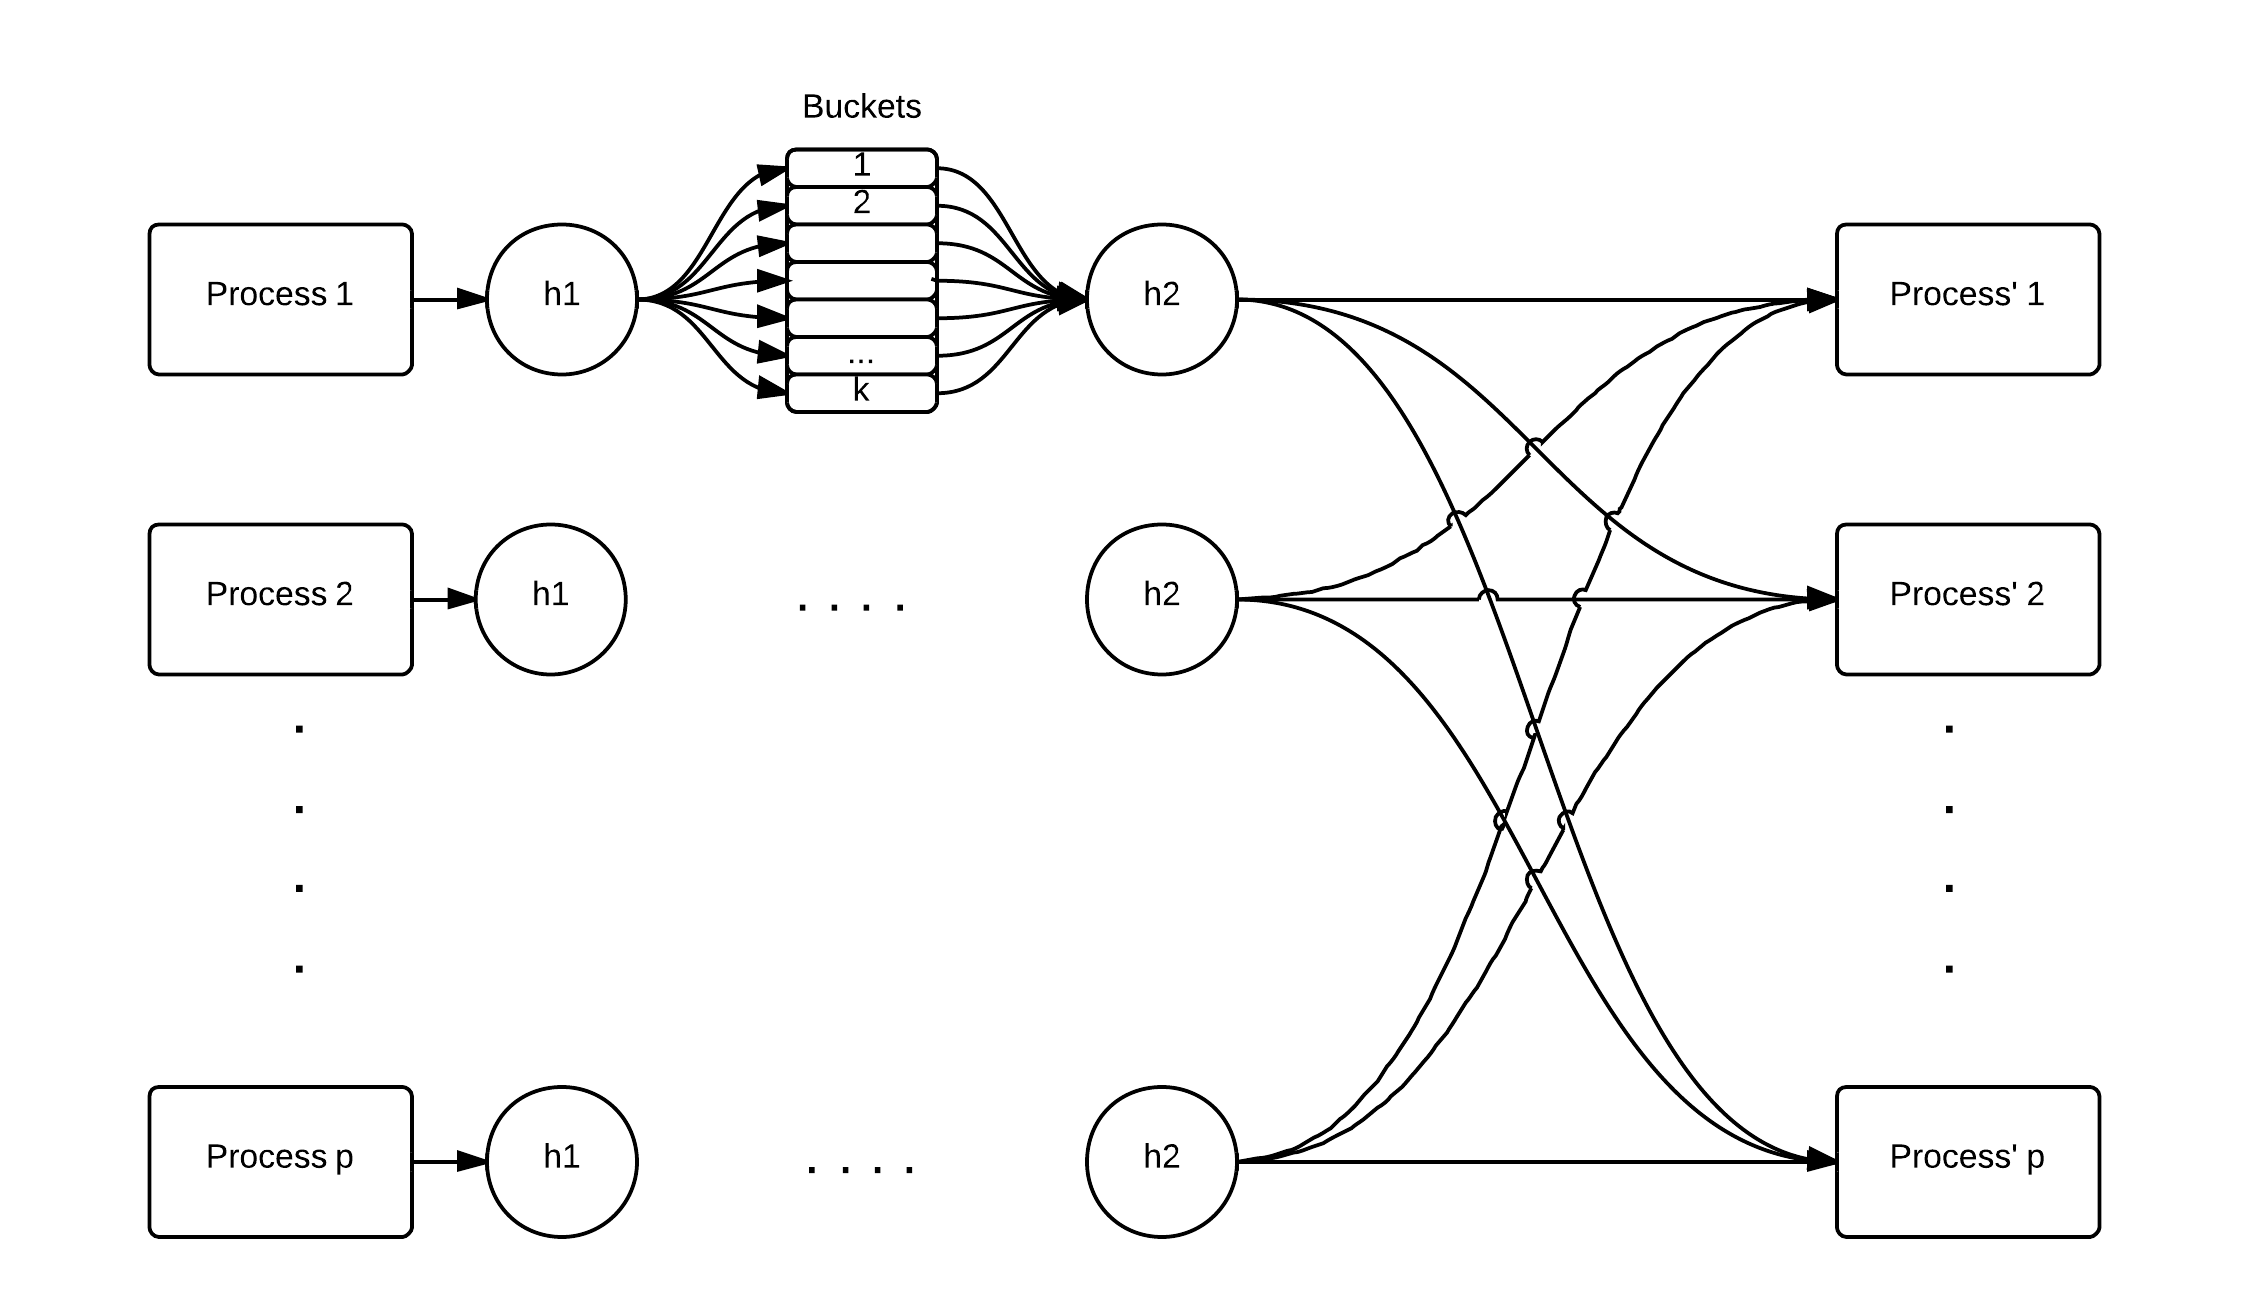 Buckets
1
2
...
k
Process 1
h1
h2
Process' 1
Process 2
h1
. . . .
h2
Process' 2
.
.
.
.
.
.
.
.
Process p
h1
. . . .
h2
Process' p